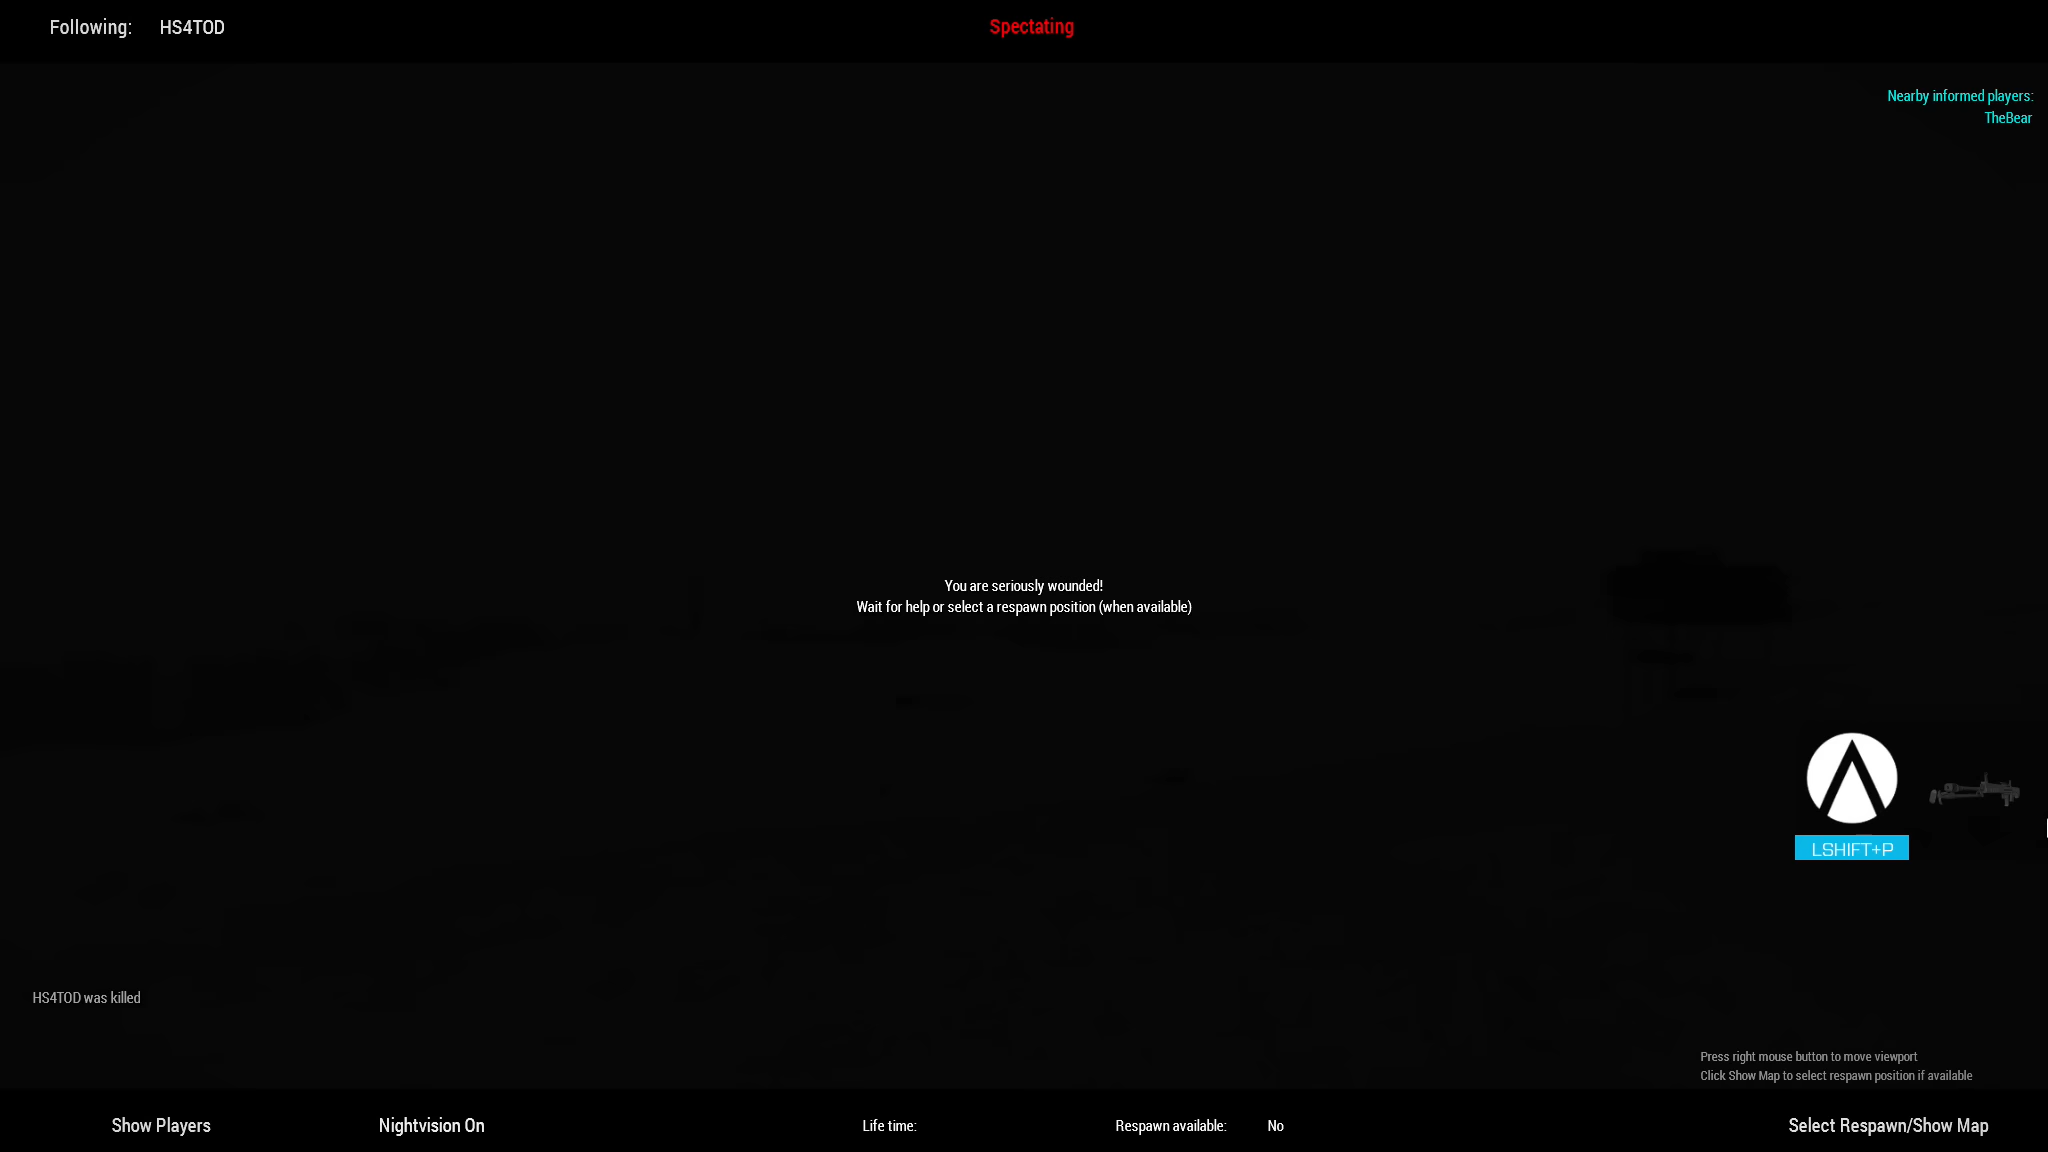 Following: HS4TOD
Spectating
Nearby informed players:
TheBear
You are seriously wounded!
Wait for help or select a respawn position (when available)
LSHIFT+P
HS4TOD was killed
Press right mouse button to move viewport
Click Show Map to select respawn position if available
Show Players
Nightvision On
Life time:
Respawn available: No
Select Respawn/Show Map